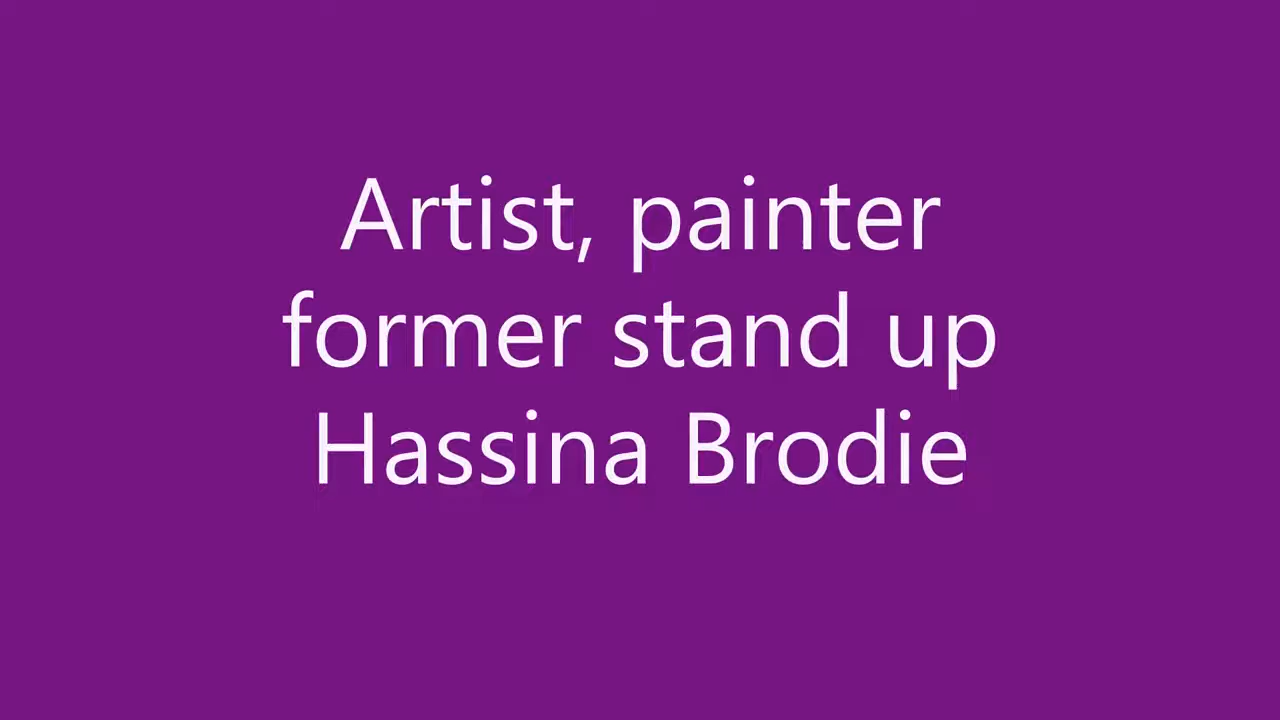 Artist, painter
former stand up
Hassina Brodie